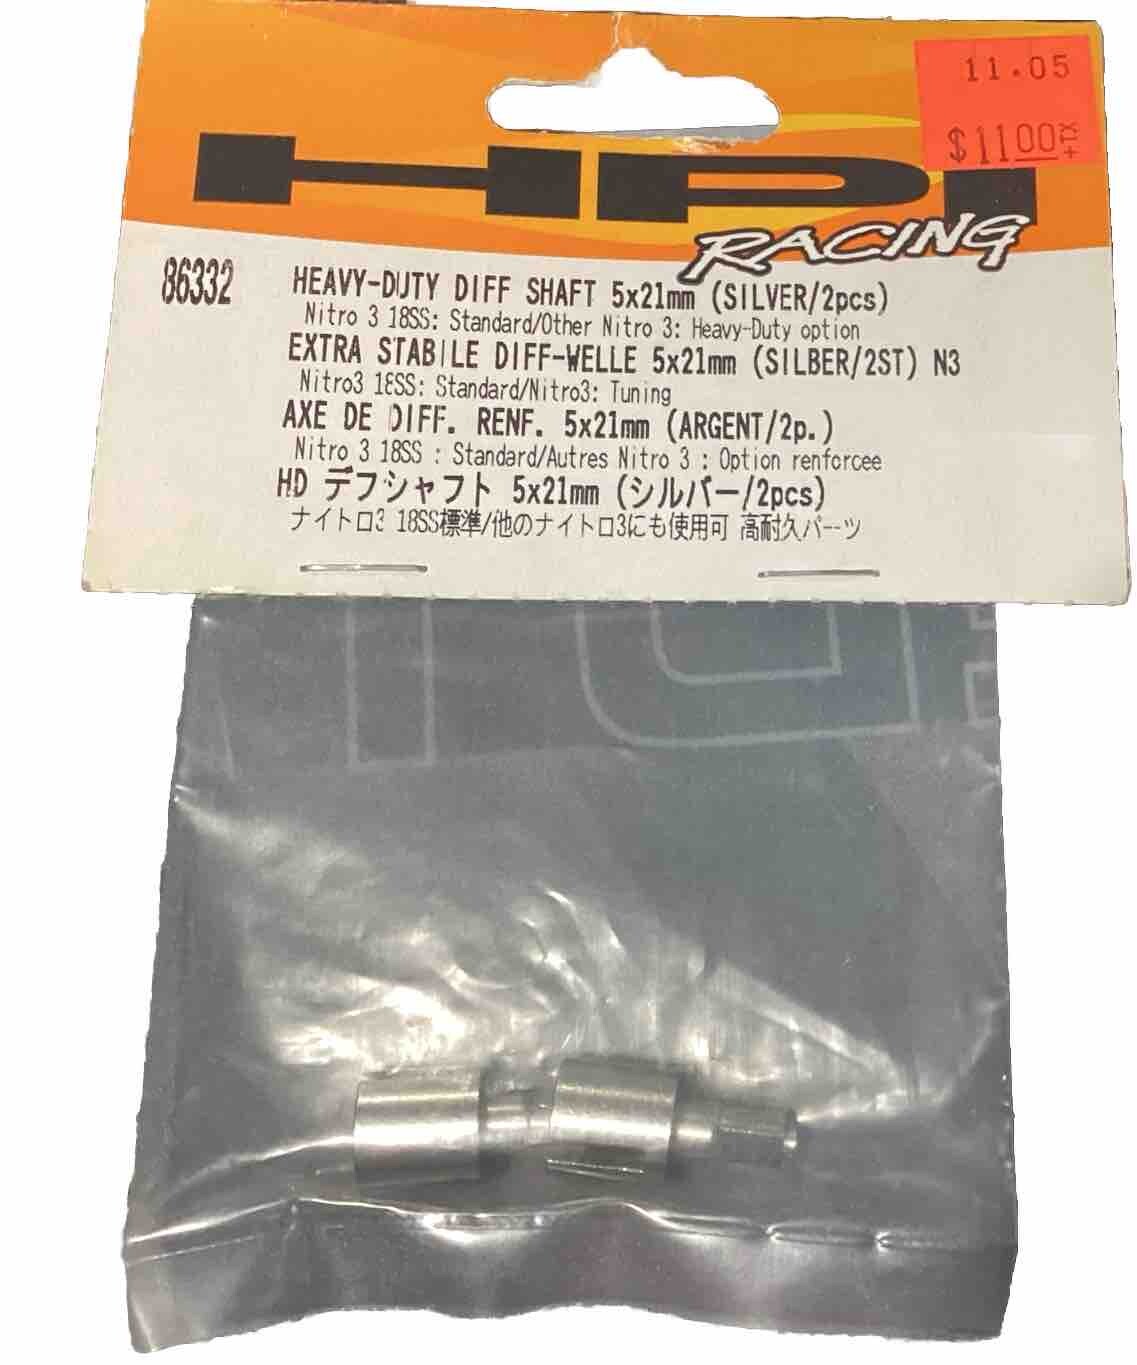 11.05
$11.00 +TX
HPI
RACING
86332
HEAVY-DUTY DIFF SHAFT 5x21mm (SILVER/2pcs)
Nitro 3 18SS: Standard/Other Nitro 3: Heavy-Duty option
EXTRA STABILE DIFF-WELLE 5x21mm (SILBER/2ST) N3
Nitro3 18SS: Standard/Nitro3: Tuning
AXE DE DIFF. RENF. 5x21mm (ARGENT/2p.)
Nitro 3 18SS : Standard/Autres Nitro 3 : Option renforcee
HD デフシャフト 5x21mm (シルバー/2pcs)
ナイトロ3 18SS標準/他のナイトロ3にも使用可 高耐久パーツ